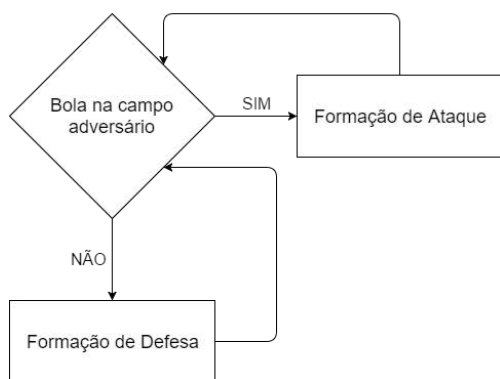 Bola na campo
adversário
SIM
Formação de Ataque
NÃO
Formação de Defesa